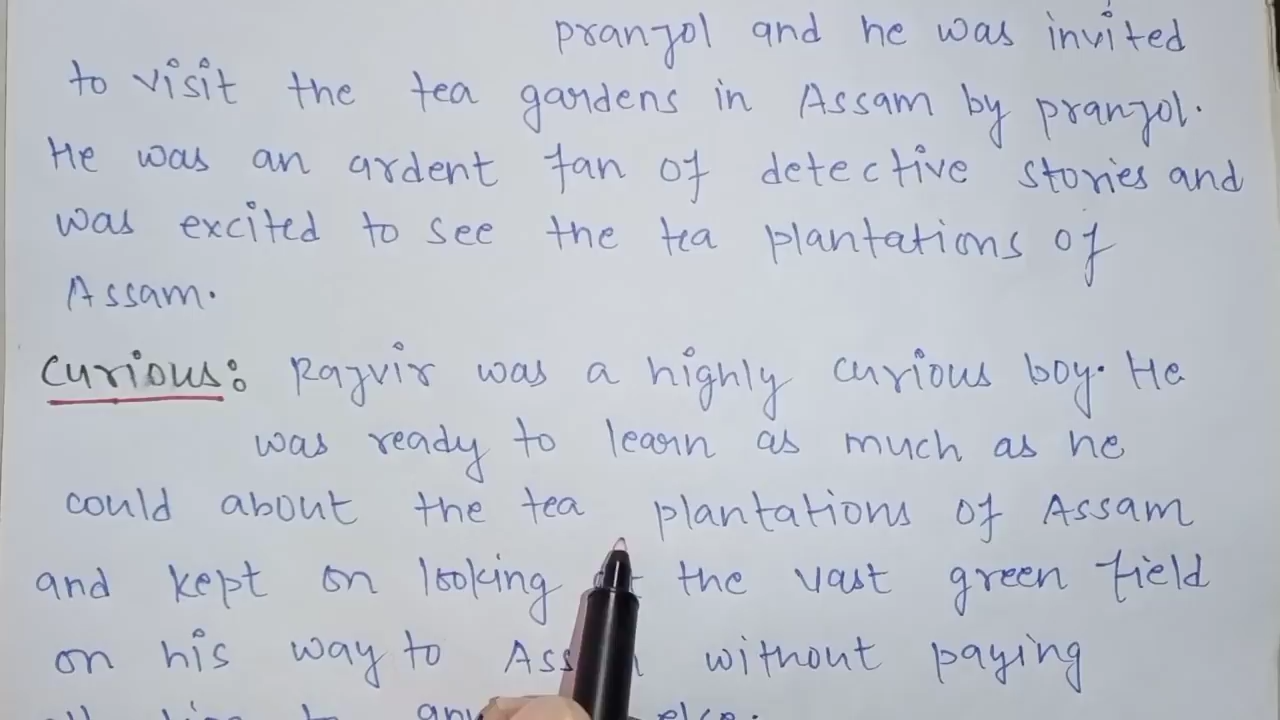 pranjol and he was invited
to visit the tea gardens in Assam by pranjol.
He was an ardent fan of detective stories and
was excited to see the tea plantations of
Assam.
Curious: Rajvir was a highly curious boy. He
was ready to learn as much as he
could about the tea plantations of Assam
and kept on looking the vast green field
on his way to without paying
else.